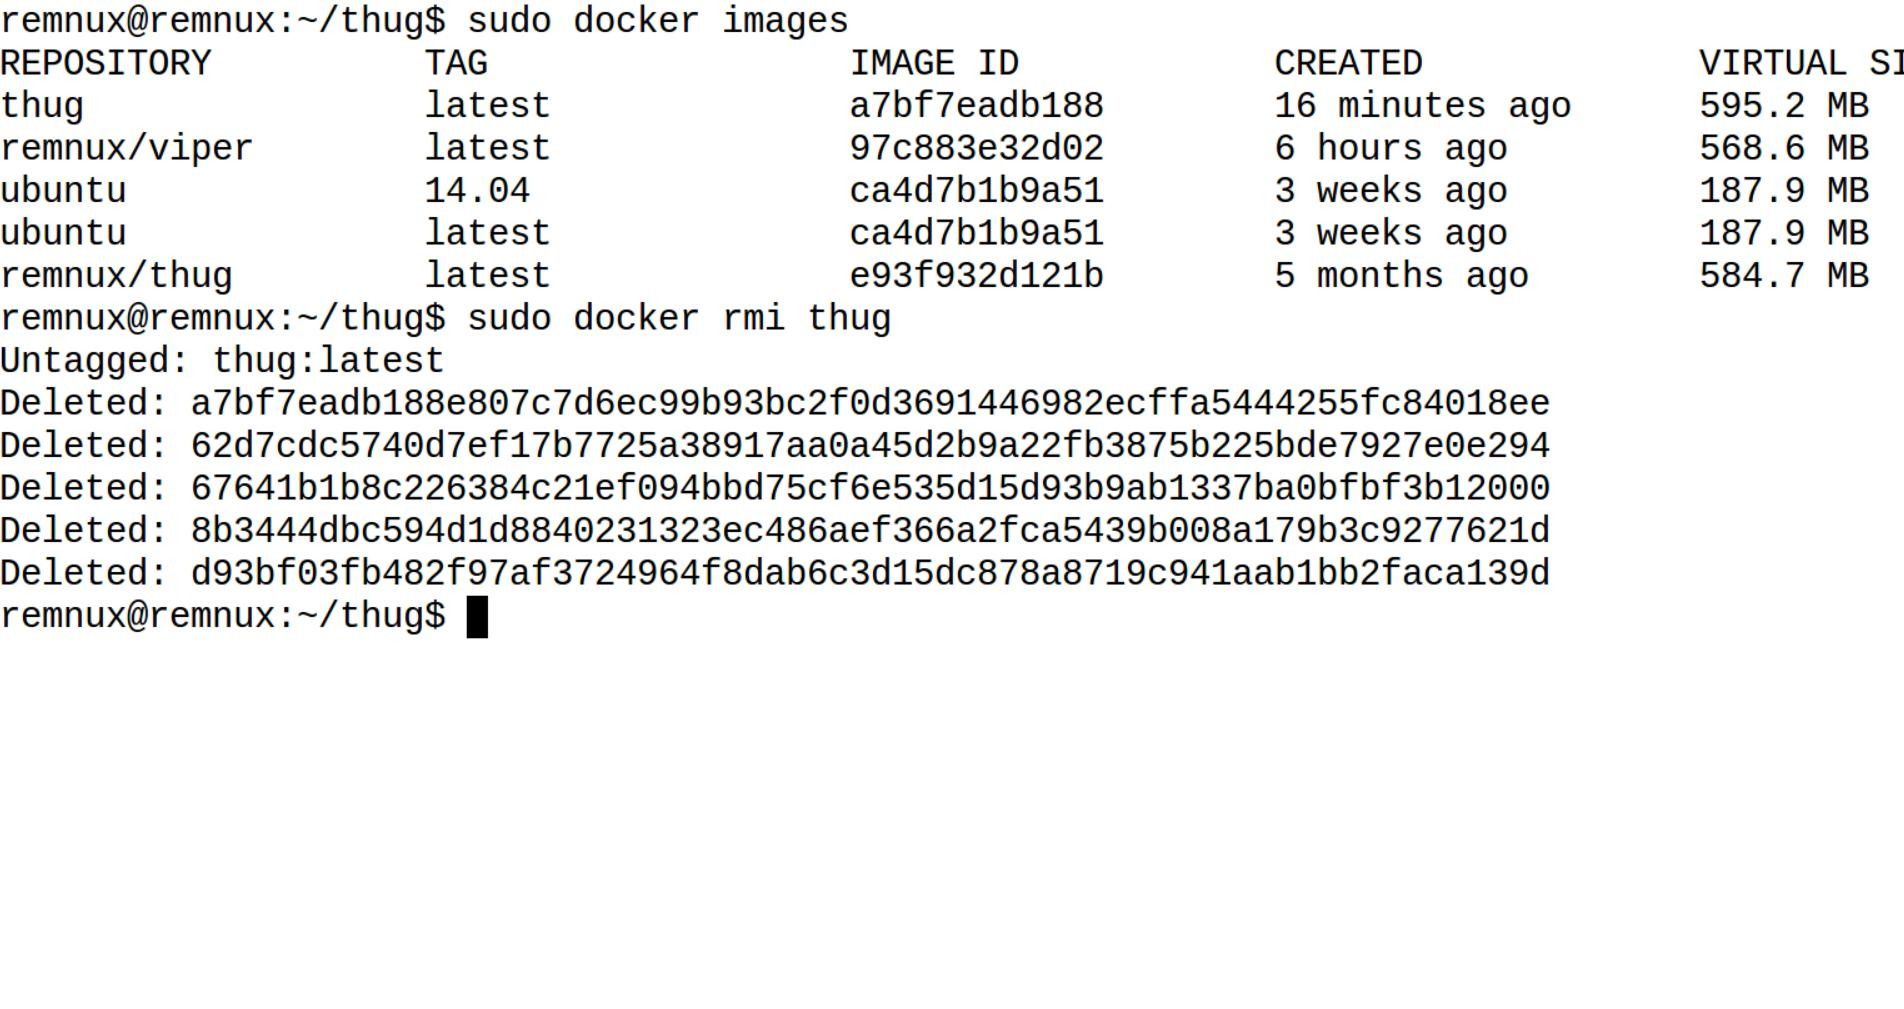 remnux@remnux:~/thug$ sudo docker images
REPOSITORY          TAG                 IMAGE ID            CREATED             VIRTUAL SI
thug                latest              a7bf7eadb188        16 minutes ago      595.2 MB
remnux/viper        latest              97c883e32d02        6 hours ago         568.6 MB
ubuntu              14.04               ca4d7b1b9a51        3 weeks ago         187.9 MB
ubuntu              latest              ca4d7b1b9a51        3 weeks ago         187.9 MB
remnux/thug         latest              e93f932d121b        5 months ago        584.7 MB
remnux@remnux:~/thug$ sudo docker rmi thug
Untagged: thug:latest
Deleted: a7bf7eadb188e807c7d6ec99b93bc2f0d3691446982ecffa5444255fc84018ee
Deleted: 62d7cdc5740d7ef17b7725a38917aa0a45d2b9a22fb3875b225bde7927e0e294
Deleted: 67641b1b8c226384c21ef094bbd75cf6e535d15d93b9ab1337ba0bfbf3b12000
Deleted: 8b3444dbc594d1d8840231323ec486aef366a2fca5439b008a179b3c9277621d
Deleted: d93bf03fb482f97af3724964f8dab6c3d15dc878a8719c941aab1bb2faca139d
remnux@remnux:~/thug$